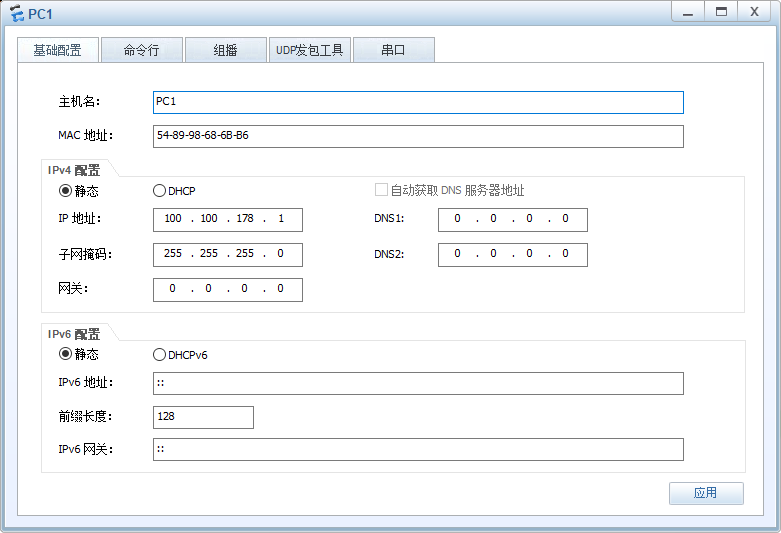 PC1
基础配置 命令行 组播 UDP发包工具 串口
主机名： PC1
MAC 地址： 54-89-98-68-6B-B6
IPv4 配置
静态 DHCP 自动获取 DNS 服务器地址
IP 地址： 100 . 100 . 178 . 1 DNS1: 0 . 0 . 0 . 0
子网掩码： 255 . 255 . 255 . 0 DNS2: 0 . 0 . 0 . 0
网关： 0 . 0 . 0 . 0
IPv6 配置
静态 DHCPv6
IPv6 地址： ::
前缀长度： 128
IPv6 网关： ::
应用